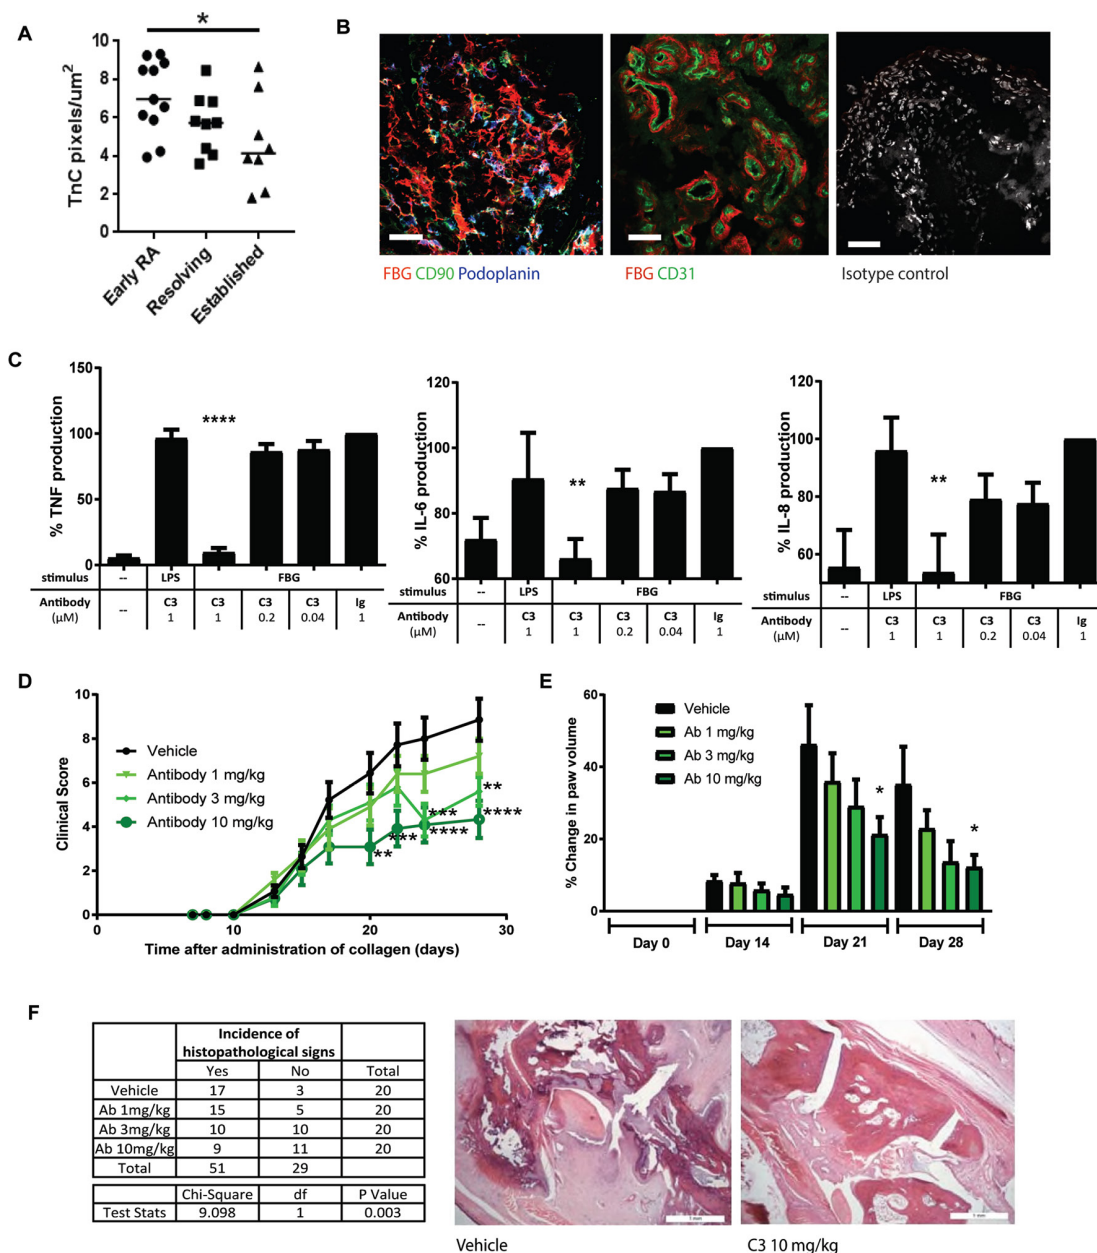 A
*
TnC pixels/um2
10
8
6
4
2
0
Early RA
Resolving
Established
B
FBG CD90 Podoplanin
FBG CD31
Isotype control
C
% TNF production
150
100
50
0
****
stimulus -- LPS FBG
Antibody (µM) -- C3 1 C3 1 C3 0.2 C3 0.04 Ig 1
% IL-6 production
120
100
80
60
**
-- LPS FBG
-- C3 1 C3 1 C3 0.2 C3 0.04 Ig 1
Antibody
(µM)
stimulus
% IL-8 production
120
100
80
60
**
stimulus -- LPS FBG
Antibody (µM) -- C3 1 C3 1 C3 0.2 C3 0.04 Ig 1
D
Clinical Score
10
8
6
4
2
0
Vehicle
Antibody 1 mg/kg
Antibody 3 mg/kg
Antibody 10 mg/kg
**
***
***
****
**
****
0 10 20 30
Time after administration of collagen (days)
E
% Change in paw volume
60
40
20
0
Vehicle
Ab 1 mg/kg
Ab 3 mg/kg
Ab 10 mg/kg
*
*
Day 0 Day 14 Day 21 Day 28
F
Incidence of
histopathological signs
Yes No Total
Vehicle 17 3 20
Ab 1mg/kg 15 5 20
Ab 3mg/kg 10 10 20
Ab 10mg/kg 9 11 20
Total 51 29
Chi-Square df P Value
Test Stats 9.098 1 0.003
1 mm
Vehicle
1 mm
C3 10 mg/kg